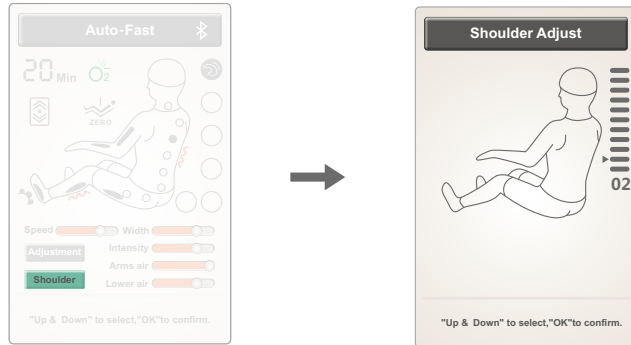 Auto-Fast
20 Min O2
ZERO
Speed Width
Adjustment Intensity
Arms air
Shoulder Lower air
"Up & Down" to select,"OK"to confirm.
Shoulder Adjust
02
"Up & Down" to select,"OK"to confirm.